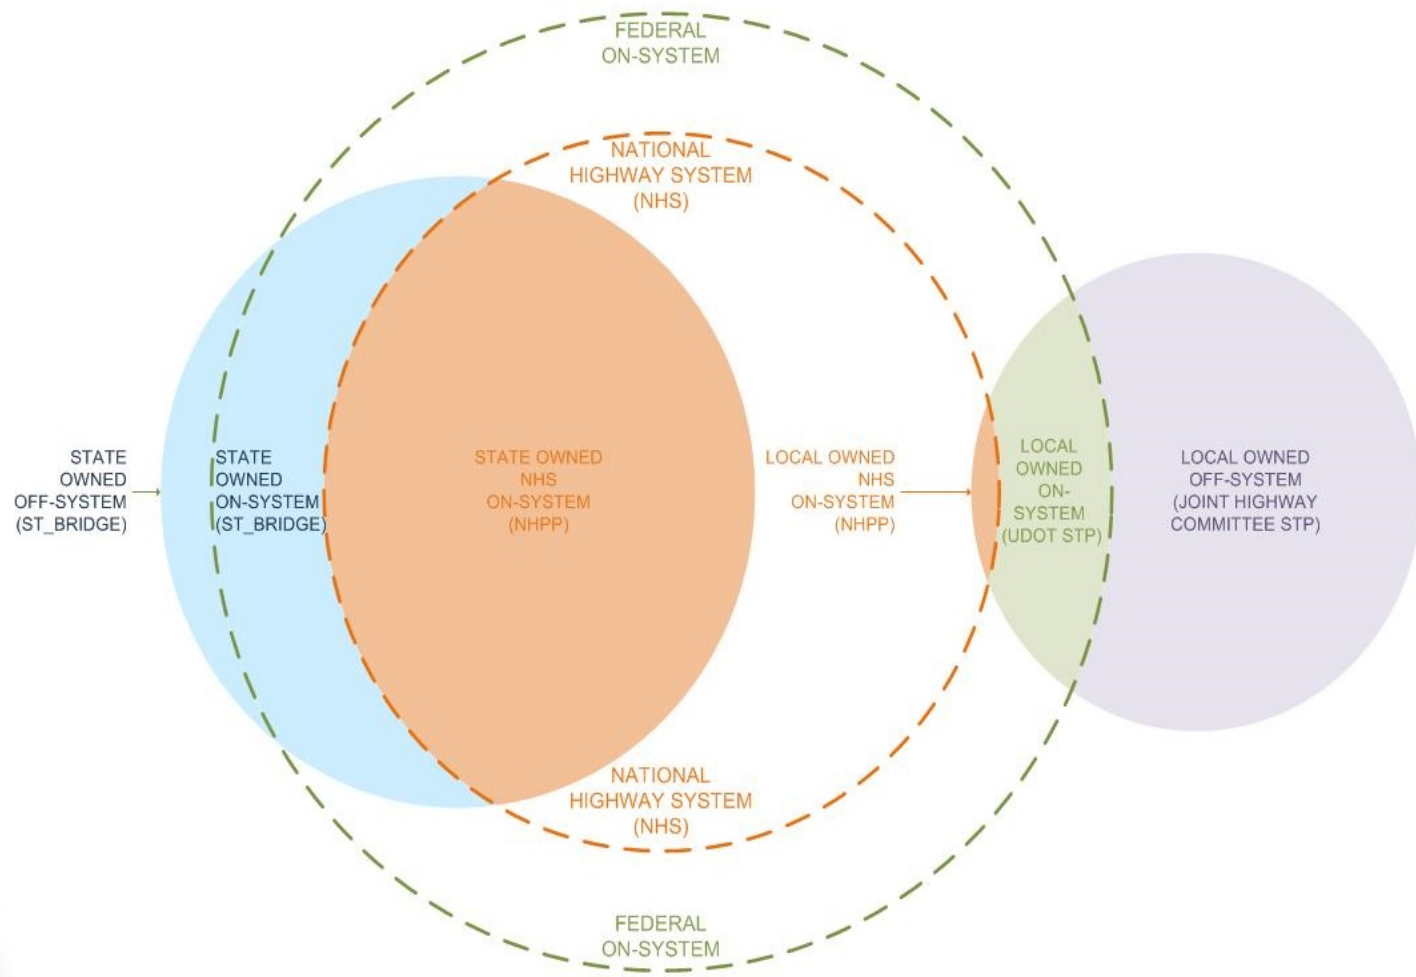 FEDERAL
ON-SYSTEM
NATIONAL
HIGHWAY SYSTEM
(NHS)
STATE
OWNED
OFF-SYSTEM
(ST_BRIDGE)
STATE
OWNED
ON-SYSTEM
(ST_BRIDGE)
STATE OWNED
NHS
ON-SYSTEM
(NHPP)
LOCAL OWNED
NHS
ON-SYSTEM
(NHPP)
LOCAL
OWNED
ON-
SYSTEM
(UDOT STP)
LOCAL OWNED
OFF-SYSTEM
(JOINT HIGHWAY
COMMITTEE STP)
NATIONAL
HIGHWAY SYSTEM
(NHS)
FEDERAL
ON-SYSTEM